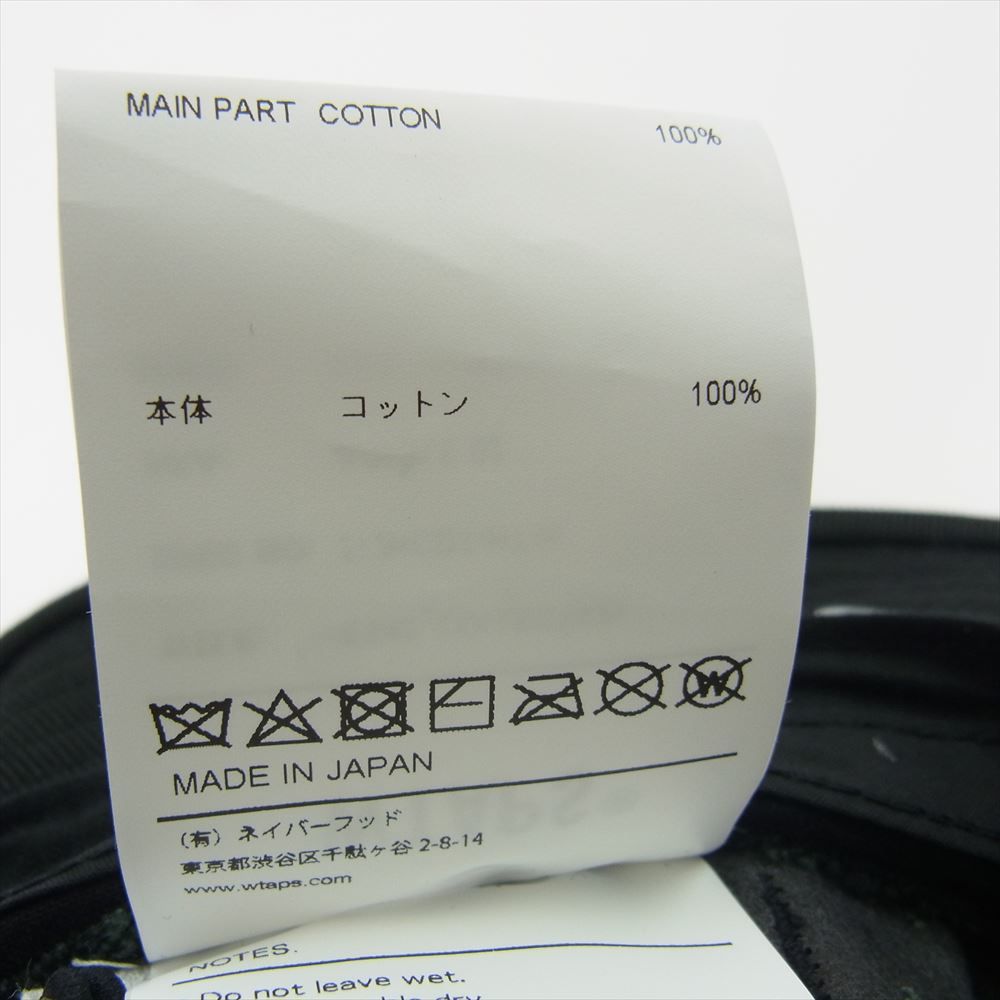 MAIN PART COTTON 100%
本体 コットン 100%
MADE IN JAPAN
(有) ネイバーフッド
東京都渋谷区千駄ヶ谷 2-8-14
www.wtaps.com
NOTES.
Do not leave wet.
dry